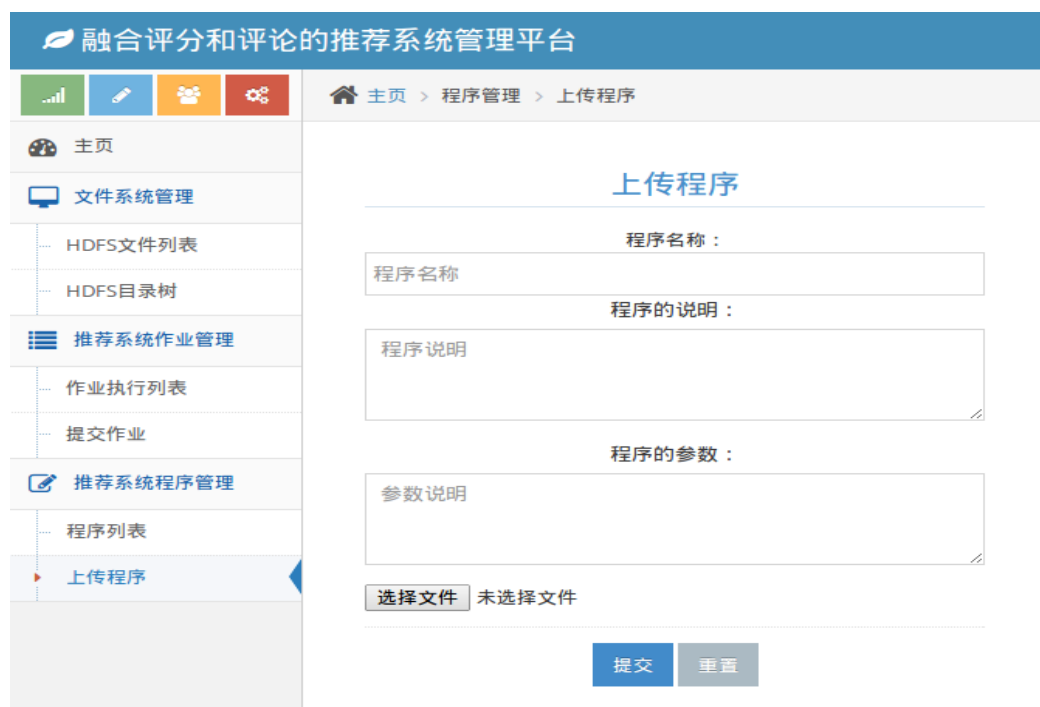 融合评分和评论的推荐系统管理平台
主页 > 程序管理 > 上传程序
主页
文件系统管理
HDFS文件列表
HDFS目录树
推荐系统作业管理
作业执行列表
提交作业
推荐系统程序管理
程序列表
上传程序
上传程序
程序名称：
程序名称
程序的说明：
程序说明
程序的参数：
参数说明
选择文件 未选择文件
提交 重置